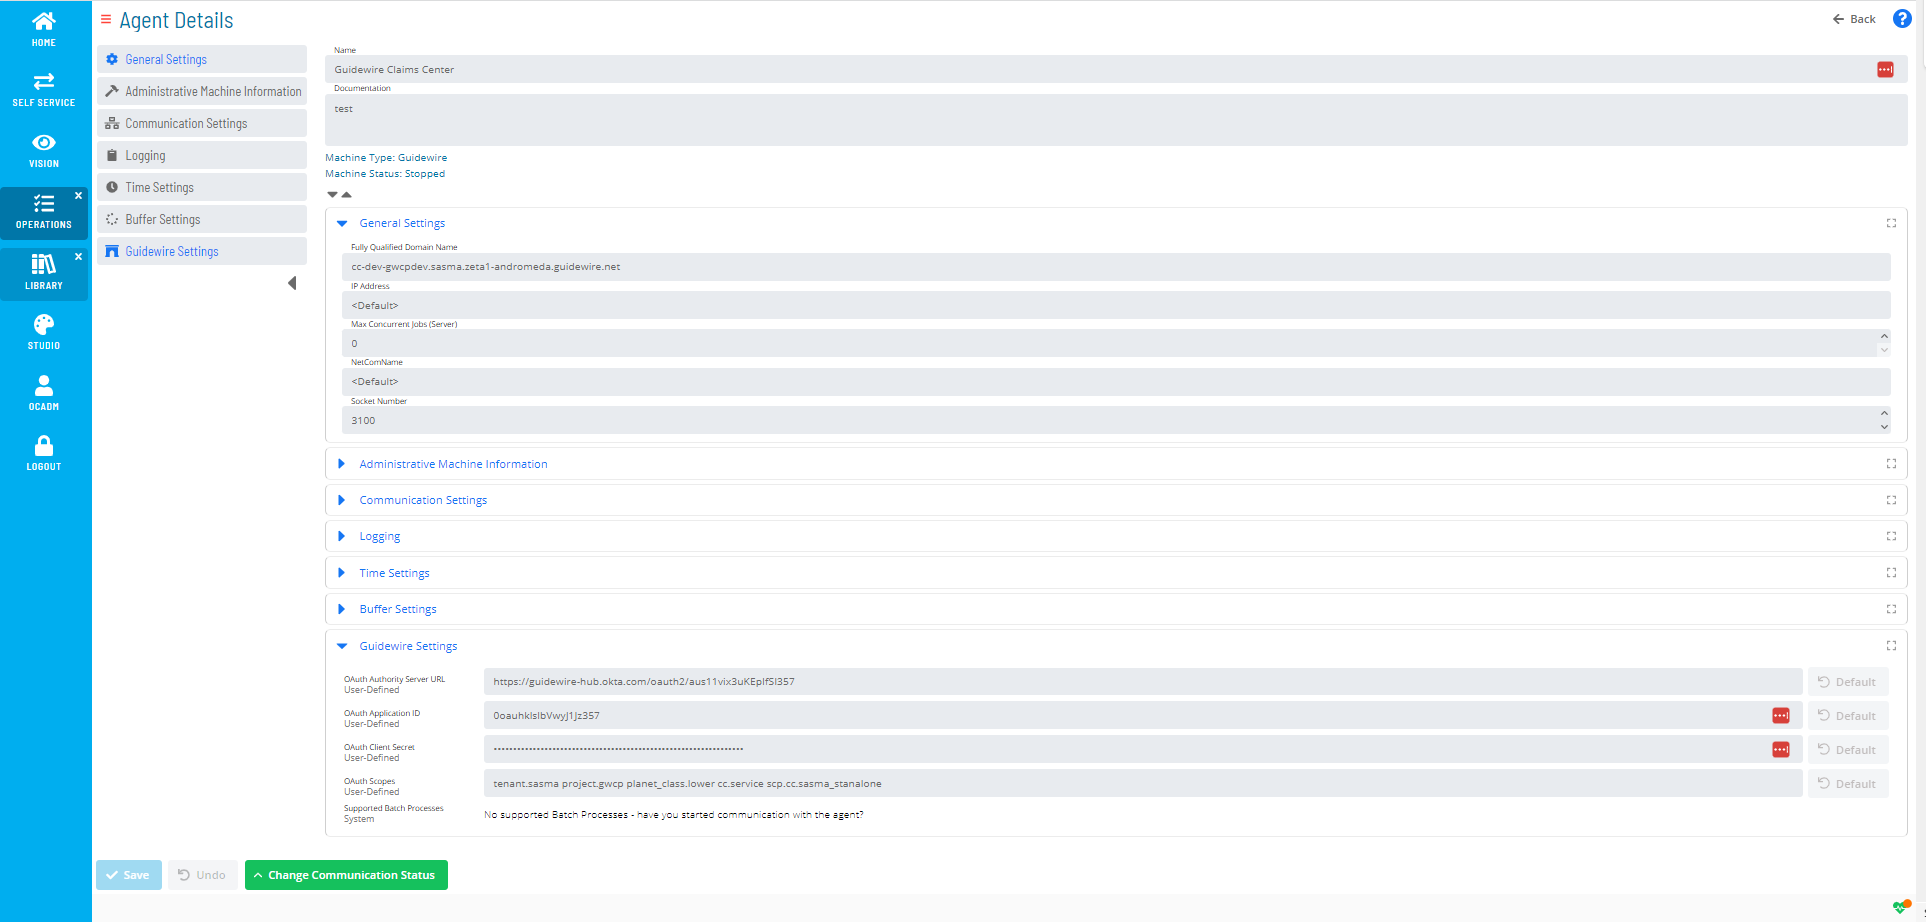 HOME
SELF SERVICE
VISION
OPERATIONS
LIBRARY
STUDIO
OCADM
LOGOUT
Agent Details
Back
General Settings
Administrative Machine Information
Communication Settings
Logging
Time Settings
Buffer Settings
Guidewire Settings
Name
Guidewire Claims Center
Documentation
test
Machine Type: Guidewire
Machine Status: Stopped
General Settings
Fully Qualified Domain Name
cc-dev-gwcpdev.sasma.zeta1-andromeda.guidewire.net
IP Address
<Default>
Max Concurrent Jobs (Server)
0
NetComName
<Default>
Socket Number
3100
Administrative Machine Information
Communication Settings
Logging
Time Settings
Buffer Settings
Guidewire Settings
OAuth Authority Server URL
User-Defined
https://guidewire-hub.okta.com/oauth2/aus11vix3uKEplfSI357
Default
OAuth Application ID
User-Defined
0oauhklslbVwyJ1Jz357
Default
OAuth Client Secret
User-Defined
Default
OAuth Scopes
User-Defined
tenant.sasma project.gwcp planet_class.lower cc.service scp.cc.sasma_stanalone
Default
Supported Batch Processes
System
No supported Batch Processes - have you started communication with the agent?
Save
Undo
Change Communication Status